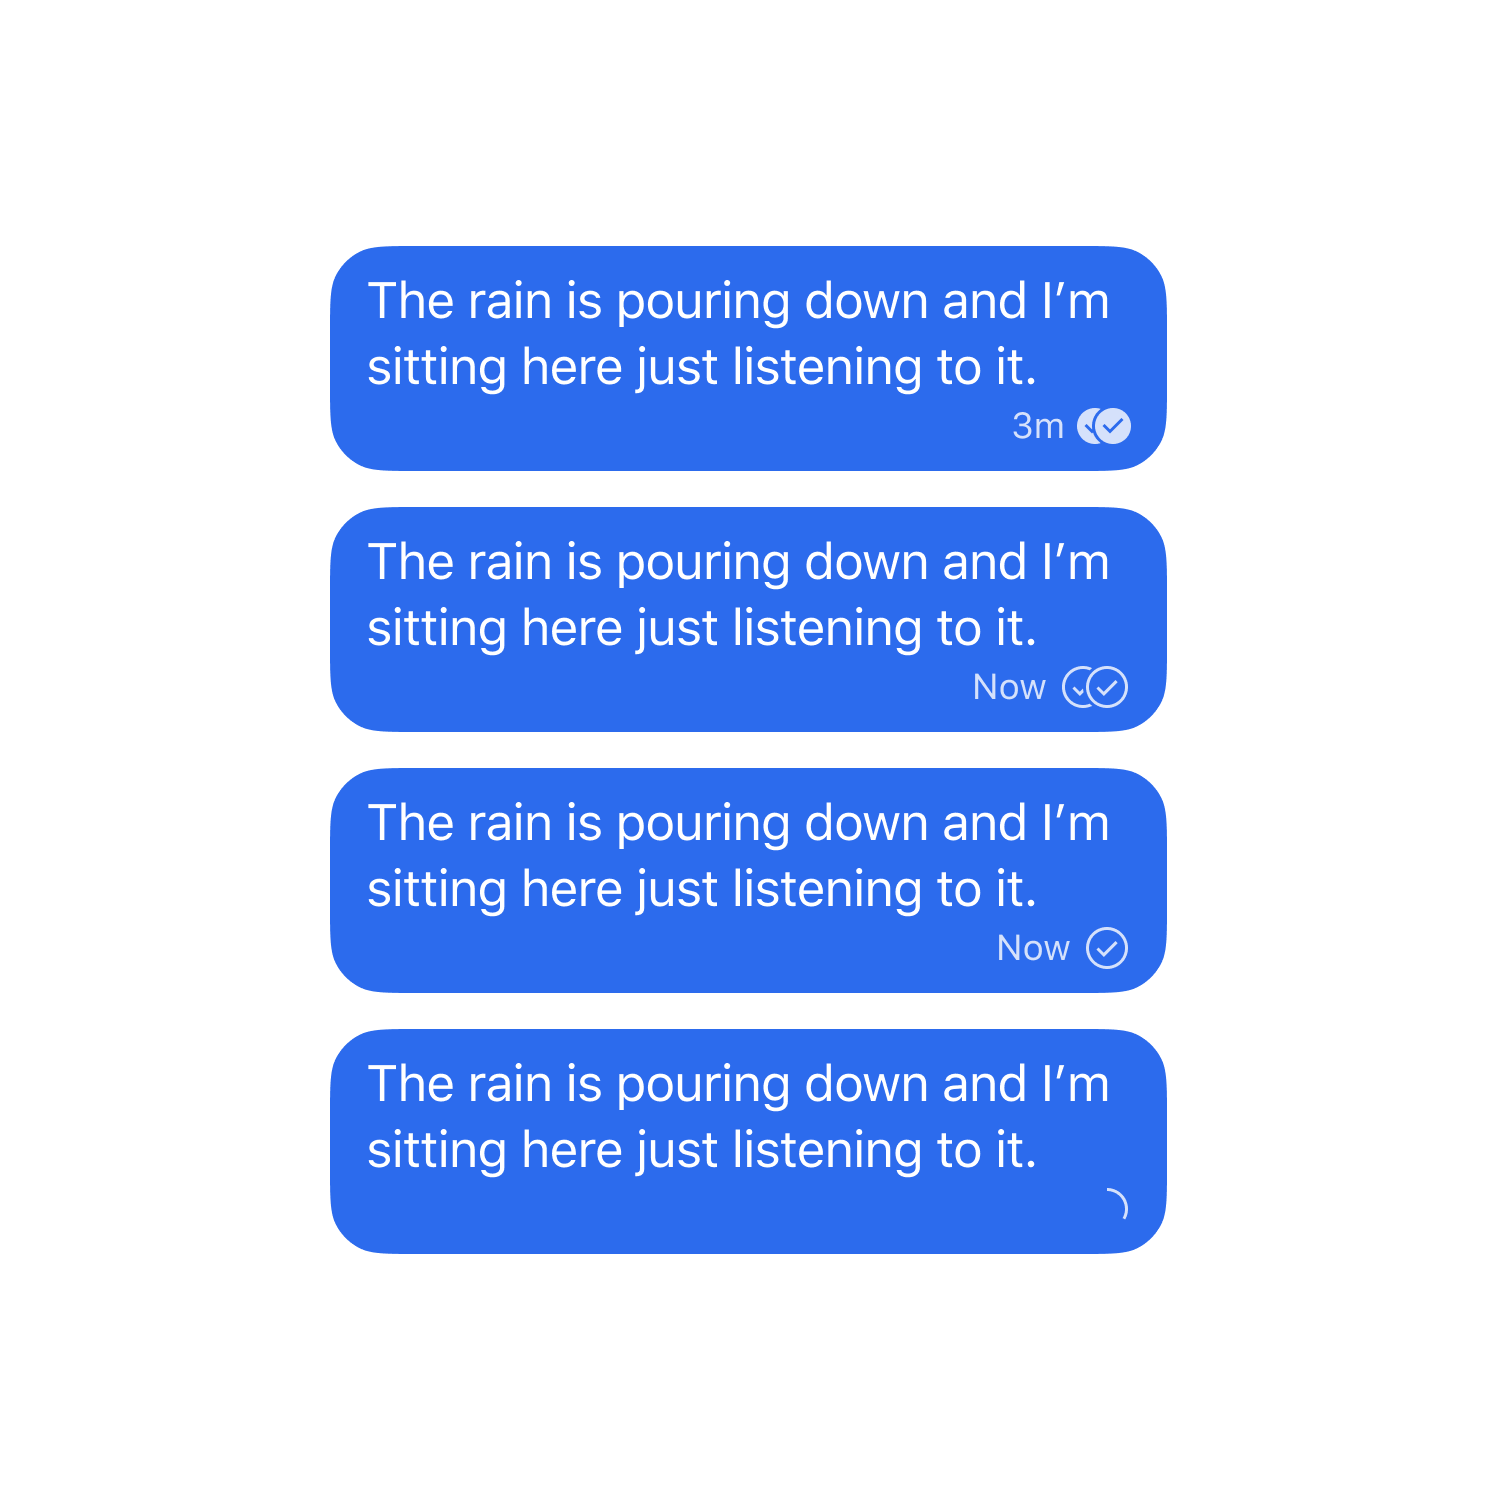 The rain is pouring down and I’m
sitting here just listening to it.
3m
The rain is pouring down and I’m
sitting here just listening to it.
Now
The rain is pouring down and I’m
sitting here just listening to it.
Now
The rain is pouring down and I’m
sitting here just listening to it.